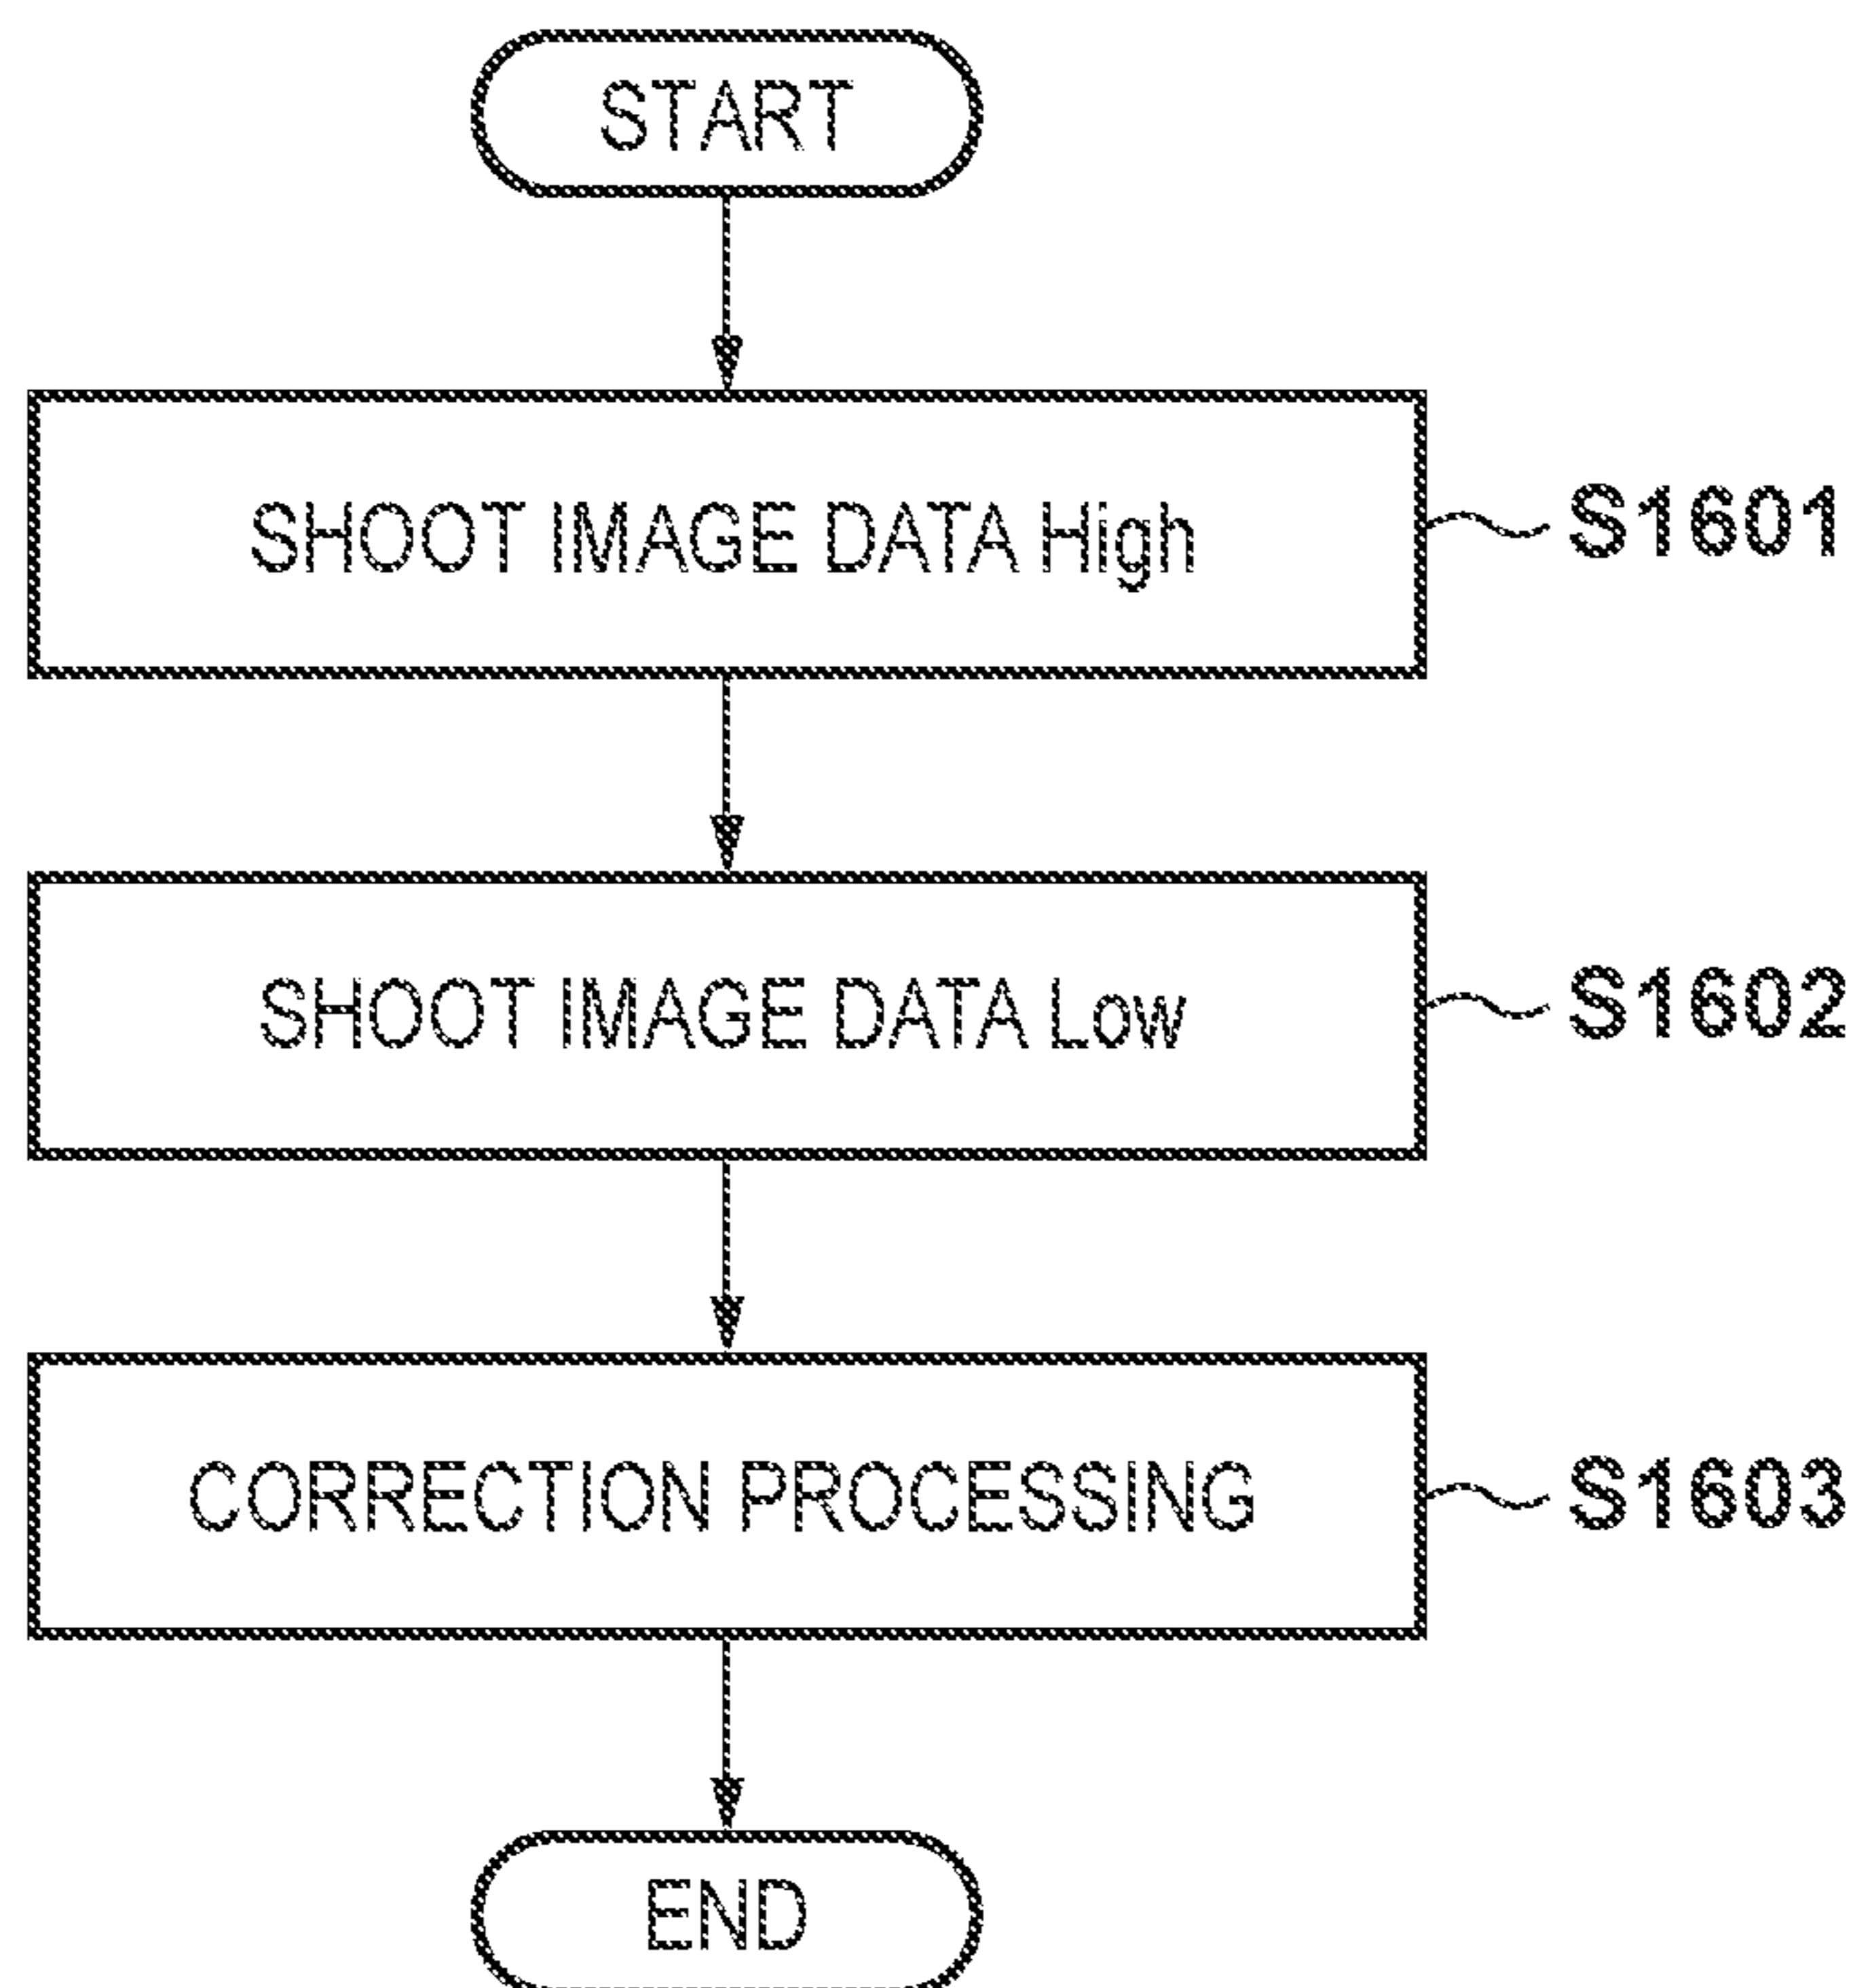 START
SHOOT IMAGE DATA High
S1601
SHOOT IMAGE DATA Low
S1602
CORRECTION PROCESSING
S1603
END